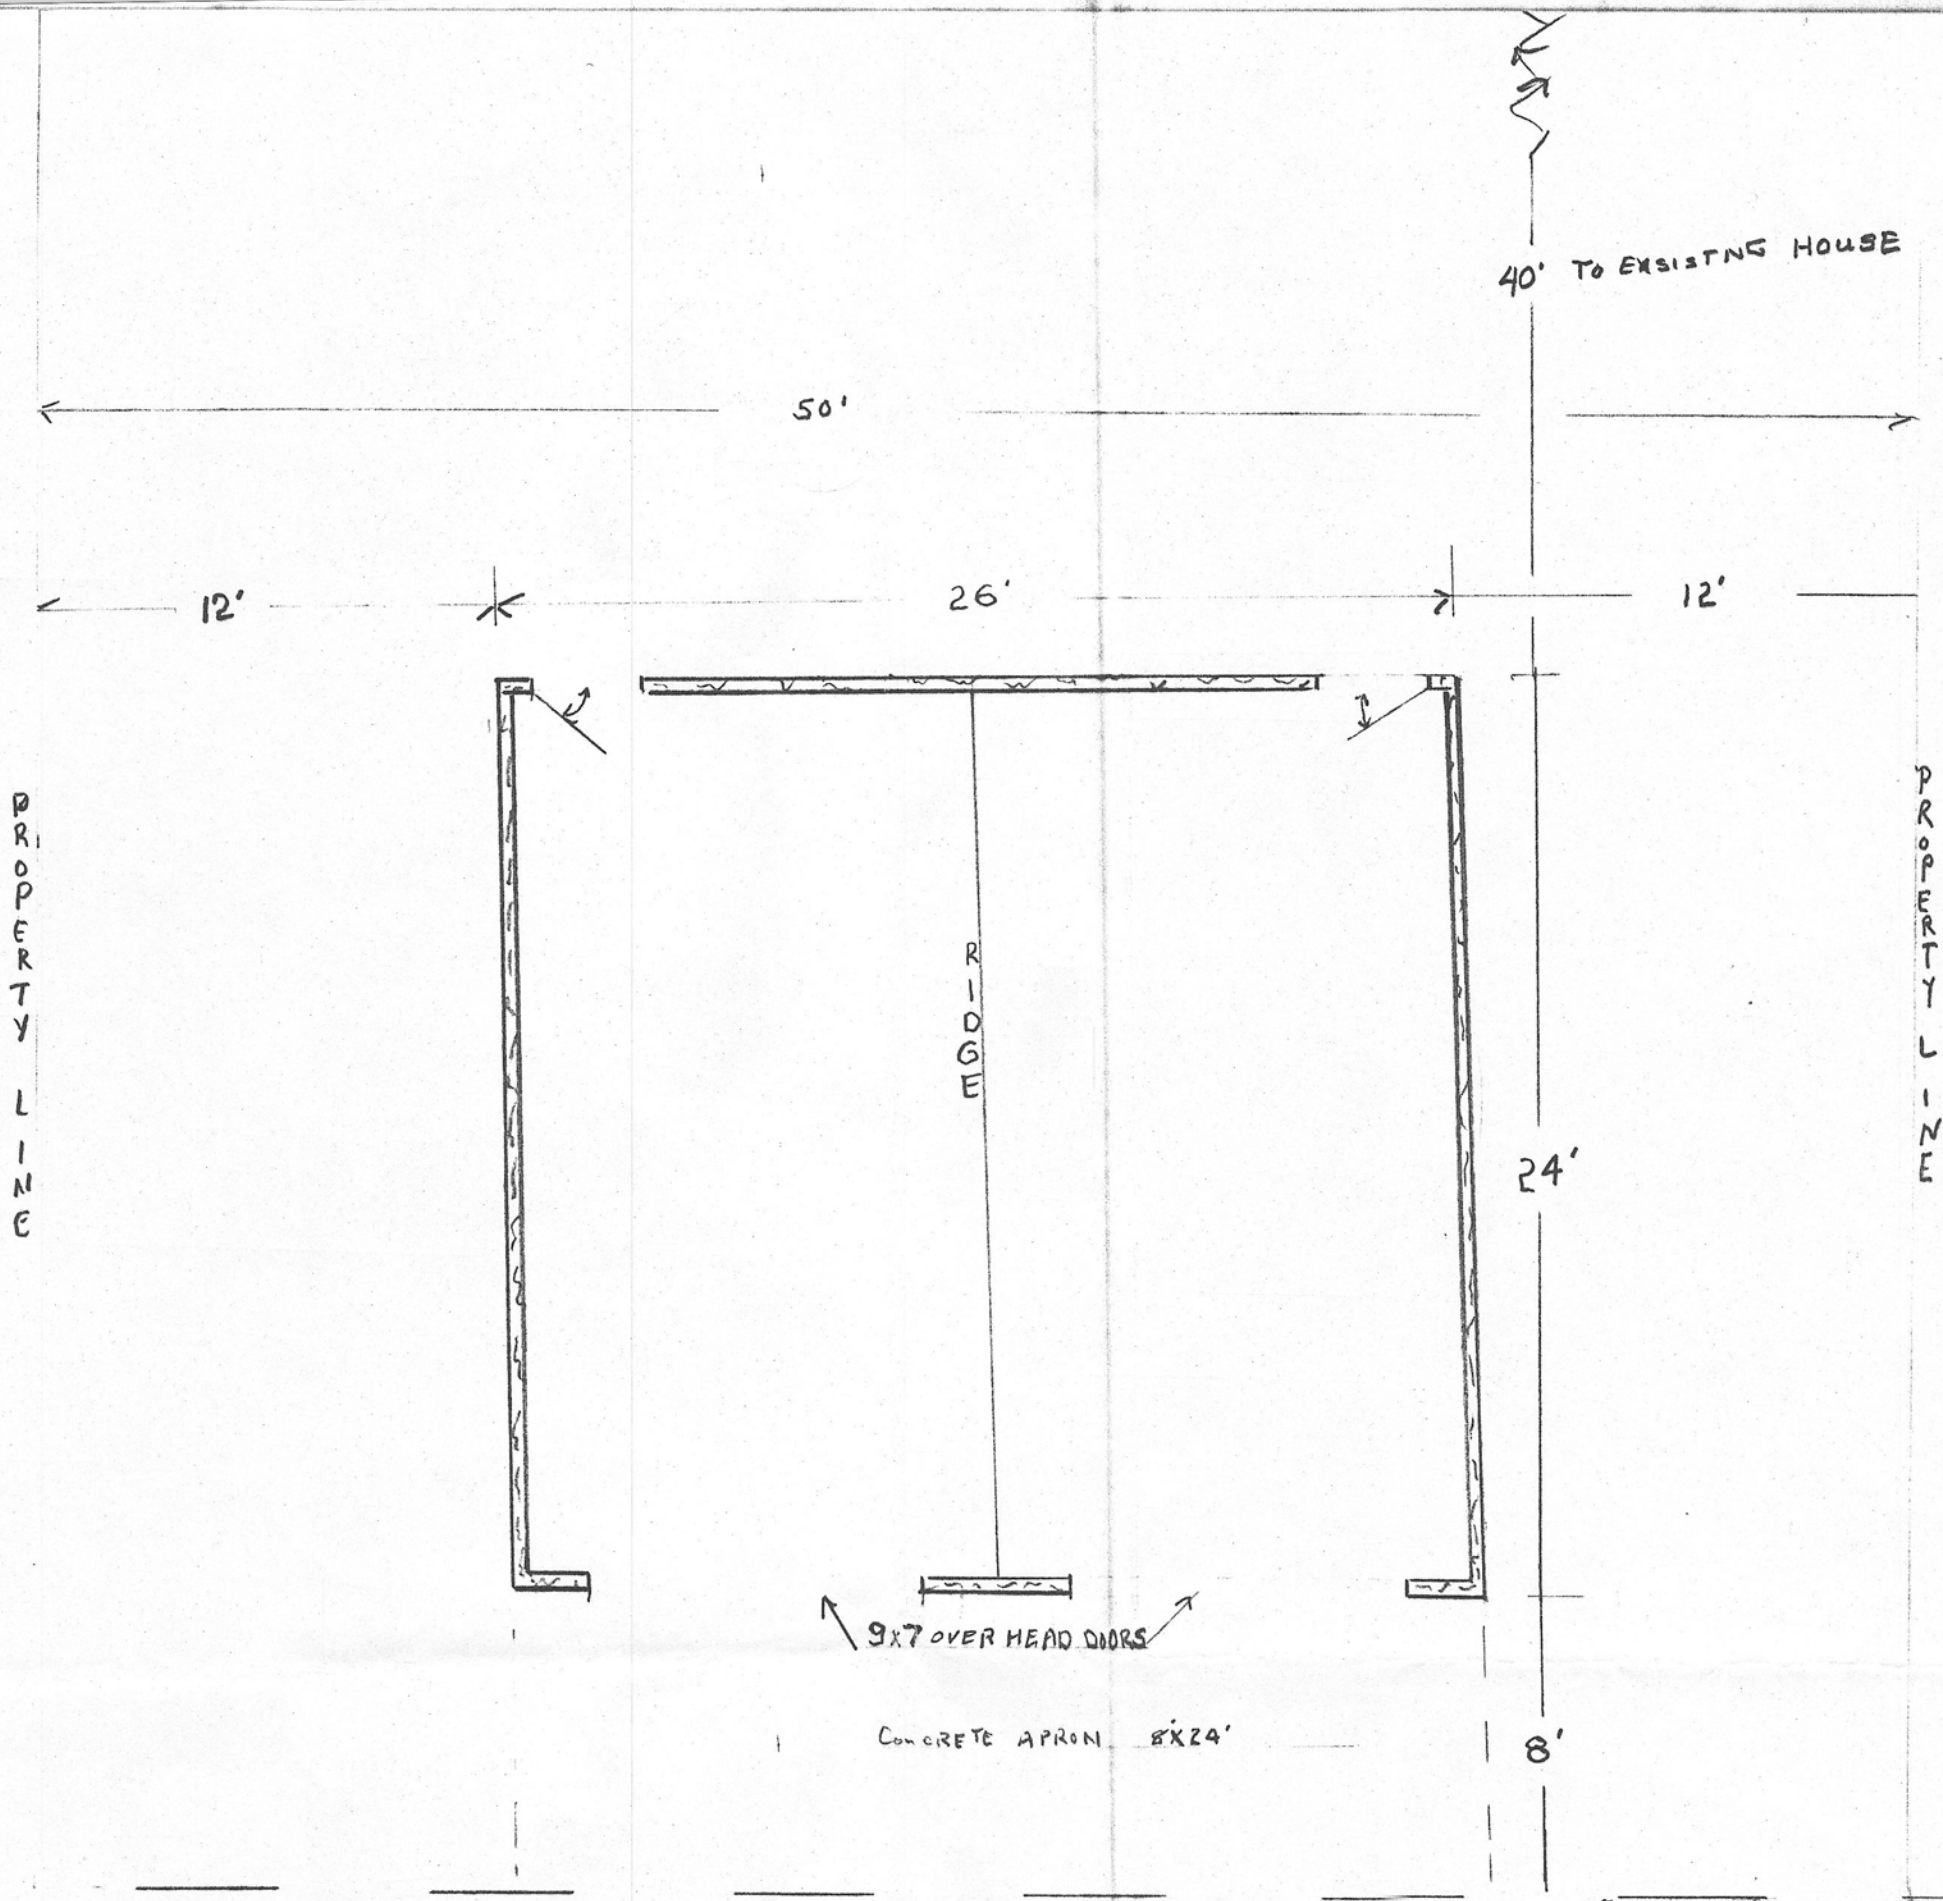 40' TO EXSISTNG HOUSE
50'
12'
26'
12'
PROPERTY LINE
RIDGE
PROPERTY LINE
24'
9x7 OVER HEAD DOORS
CONCRETE APRON 8'X24'
8'